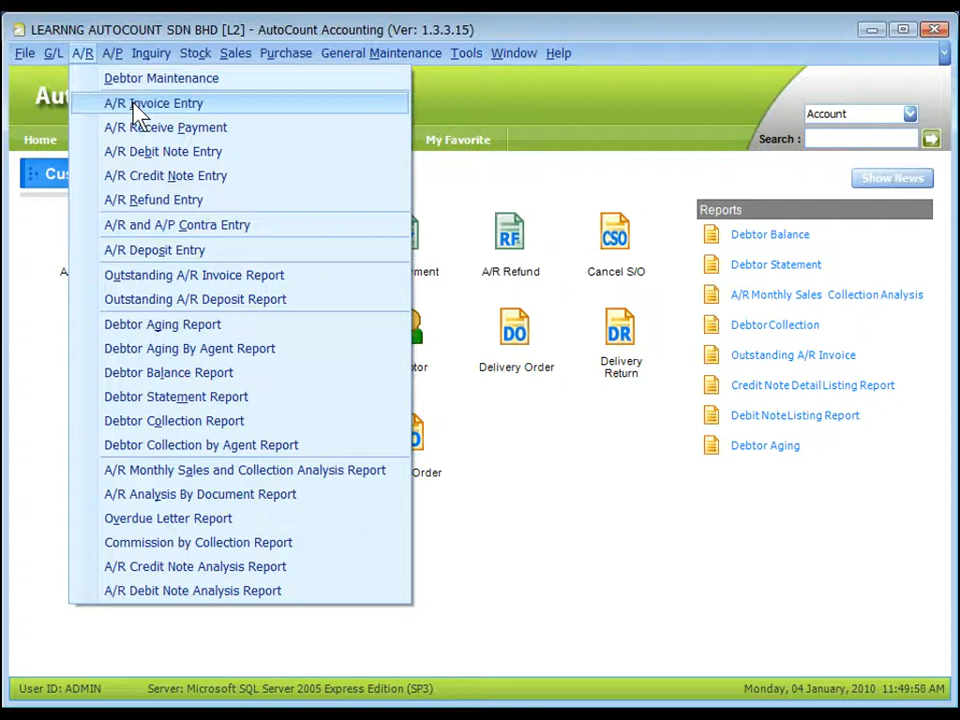 LEARNNG AUTOCOUNT SDN BHD [L2] - AutoCount Accounting (Ver: 1.3.3.15)
File G/L A/R A/P Inquiry Stock Sales Purchase General Maintenance Tools Window Help
Debtor Maintenance
A/R Invoice Entry
A/R Receive Payment
A/R Debit Note Entry
A/R Credit Note Entry
A/R Refund Entry
A/R and A/P Contra Entry
A/R Deposit Entry
Outstanding A/R Invoice Report
Outstanding A/R Deposit Report
Debtor Aging Report
Debtor Aging By Agent Report
Debtor Balance Report
Debtor Statement Report
Debtor Collection Report
Debtor Collection by Agent Report
A/R Monthly Sales and Collection Analysis Report
A/R Analysis By Document Report
Overdue Letter Report
Commission by Collection Report
A/R Credit Note Analysis Report
A/R Debit Note Analysis Report
Account
Home
My Favorite
Search :
Show News
RF
CSO
A/R Refund
Cancel S/O
DO
DR
Delivery Order
Delivery
Return
Order
Reports
Debtor Balance
Debtor Statement
A/R Monthly Sales Collection Analysis
Debtor Collection
Outstanding A/R Invoice
Credit Note Detail Listing Report
Debit Note Listing Report
Debtor Aging
User ID: ADMIN
Server: Microsoft SQL Server 2005 Express Edition (SP3)
Monday, 04 January, 2010 11:49:58 AM